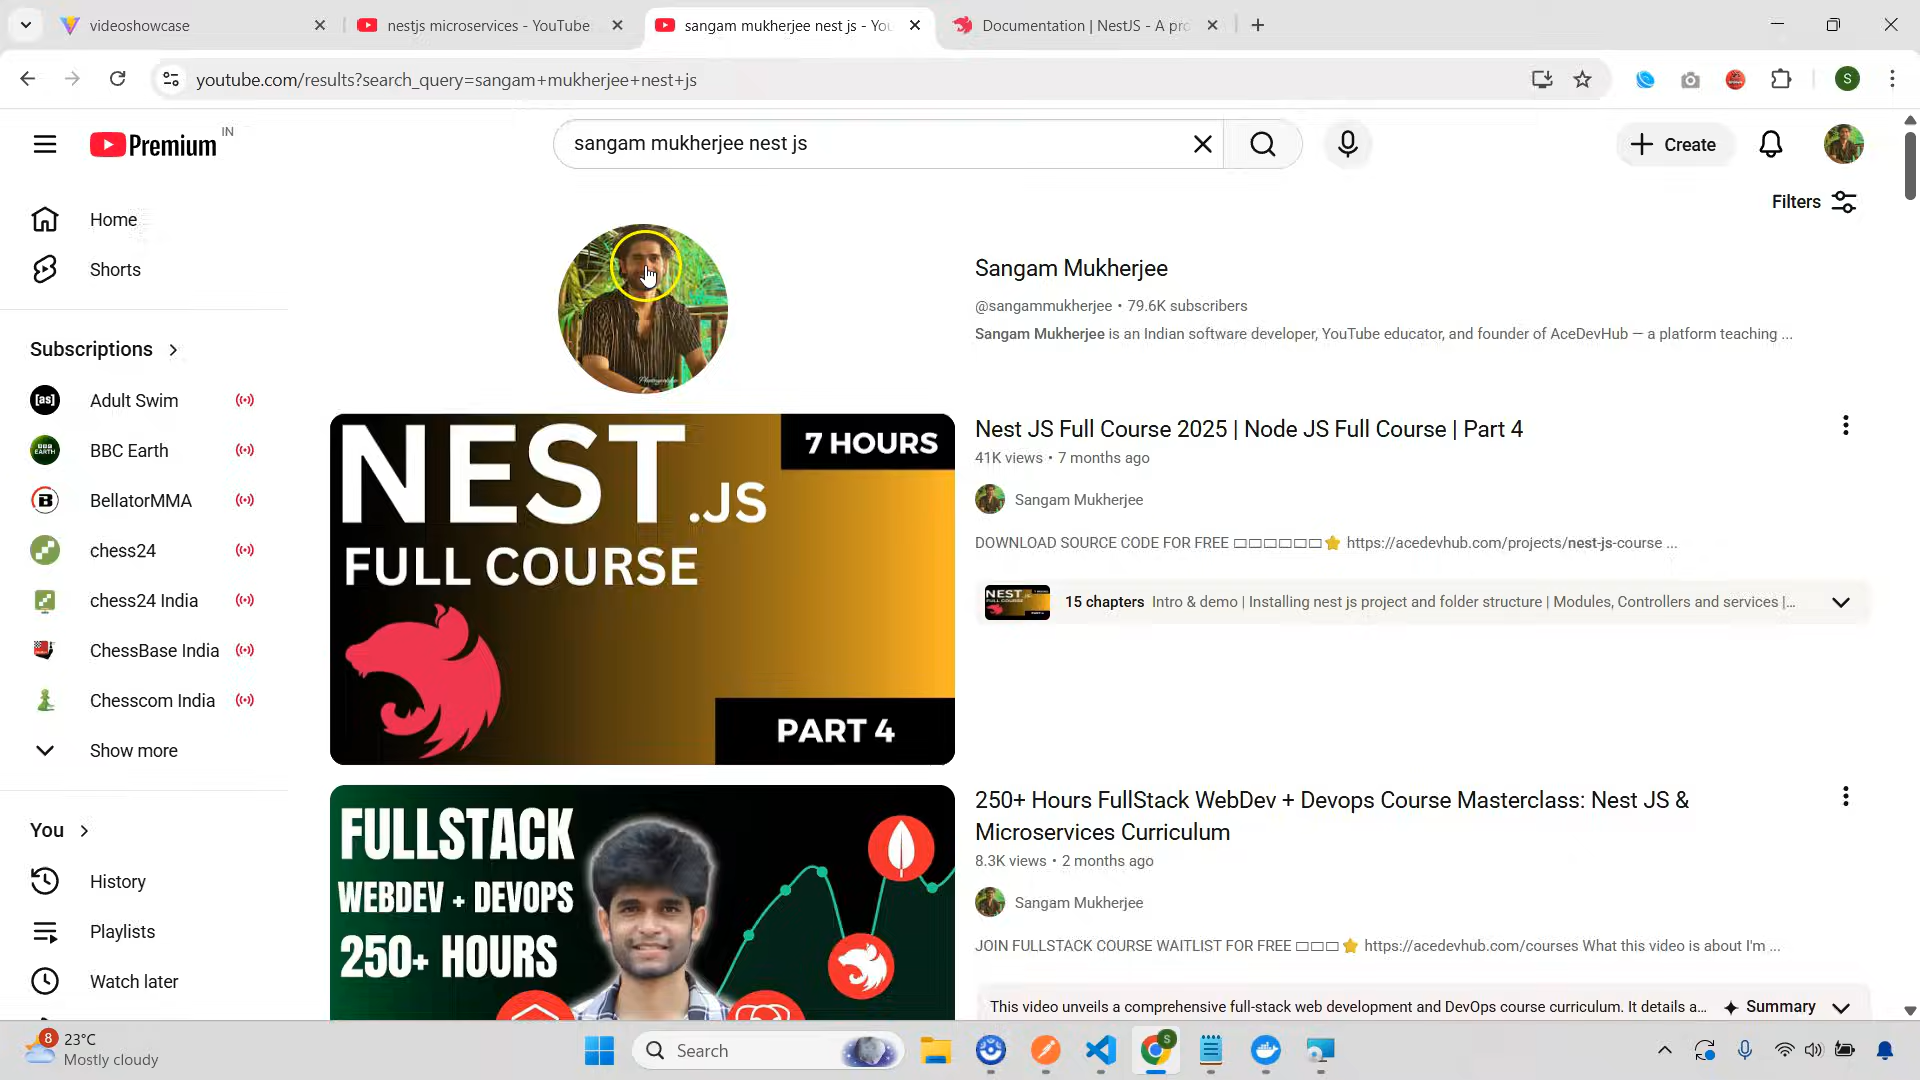 videoshowcase
nestjs microservices - YouTube
sangam mukherjee nest js - You
Documentation | NestJS - A pro
youtube.com/results?search_query=sangam+mukherjee+nest+js
S
Premium
IN
sangam mukherjee nest js
Create
Filters
Home
Shorts
Subscriptions
[as]
Adult Swim
BBC Earth
BellatorMMA
chess24
chess24 India
ChessBase India
Chesscom India
Show more
You
History
Playlists
Watch later
Sangam Mukherjee
@sangammukherjee • 79.6K subscribers
Sangam Mukherjee is an Indian software developer, YouTube educator, and founder of AceDevHub — a platform teaching ...
NEST
.JS
FULL COURSE
7 HOURS
PART 4
Nest JS Full Course 2025 | Node JS Full Course | Part 4
41K views • 7 months ago
Sangam Mukherjee
DOWNLOAD SOURCE CODE FOR FREE □□□□□□⭐ https://acedevhub.com/projects/nest-js-course ...
15 chapters Intro & demo | Installing nest js project and folder structure | Modules, Controllers and services |...
FULLSTACK
WEBDEV + DEVOPS
250+ HOURS
250+ Hours FullStack WebDev + Devops Course Masterclass: Nest JS &
Microservices Curriculum
8.3K views • 2 months ago
Sangam Mukherjee
JOIN FULLSTACK COURSE WAITLIST FOR FREE □□□ ⭐ https://acedevhub.com/courses What this video is about I'm ...
This video unveils a comprehensive full-stack web development and DevOps course curriculum. It details a...
Summary
8
23°C
Mostly cloudy
Search
S